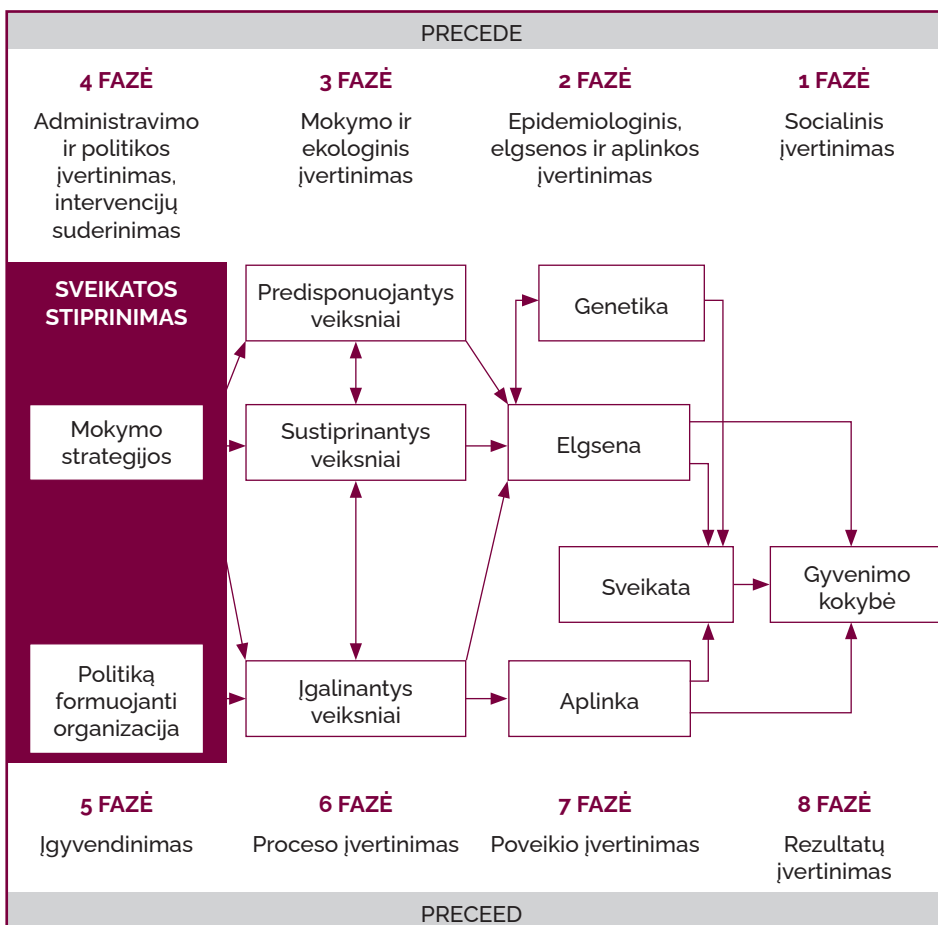 PRECEDE
4 FAZĖ
Administravimo
ir politikos
įvertinimas,
intervencijų
suderinimas
3 FAZĖ
Mokymo ir
ekologinis
įvertinimas
2 FAZĖ
Epidemiologinis,
elgsenos ir aplinkos
įvertinimas
1 FAZĖ
Socialinis
įvertinimas
SVEIKATOS
STIPRINIMAS
Predisponuojantys
veiksniai
Genetika
Mokymo
strategijos
Sustiprinantys
veiksniai
Elgsena
Sveikata
Gyvenimo
kokybė
Politiką
formuojanti
organizacija
Įgalinantys
veiksniai
Aplinka
5 FAZĖ
Įgyvendinimas
6 FAZĖ
Proceso įvertinimas
7 FAZĖ
Poveikio įvertinimas
8 FAZĖ
Rezultatų
įvertinimas
PRECEED